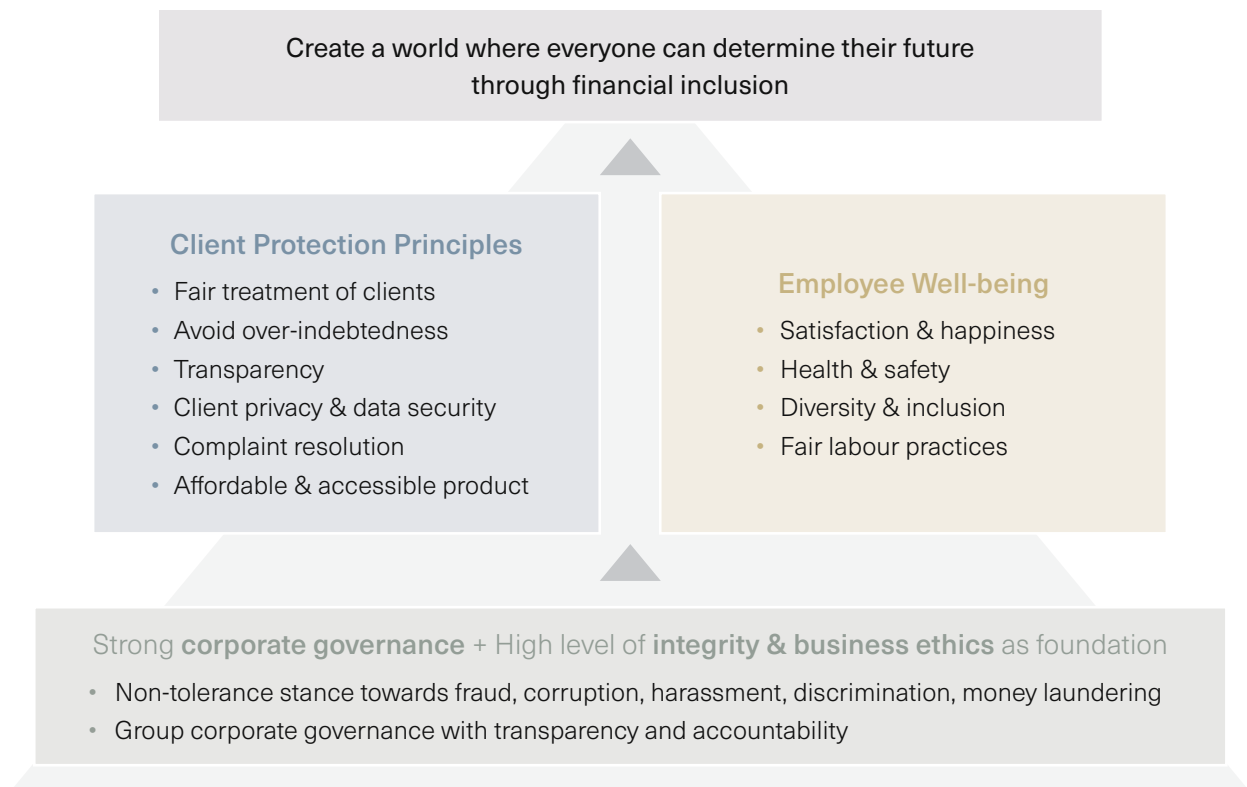 Create a world where everyone can determine their future
through financial inclusion
Client Protection Principles
• Fair treatment of clients
• Avoid over-indebtedness
• Transparency
• Client privacy & data security
• Complaint resolution
• Affordable & accessible product
Employee Well-being
• Satisfaction & happiness
• Health & safety
• Diversity & inclusion
• Fair labour practices
Strong corporate governance + High level of integrity & business ethics as foundation
• Non-tolerance stance towards fraud, corruption, harassment, discrimination, money laundering
• Group corporate governance with transparency and accountability